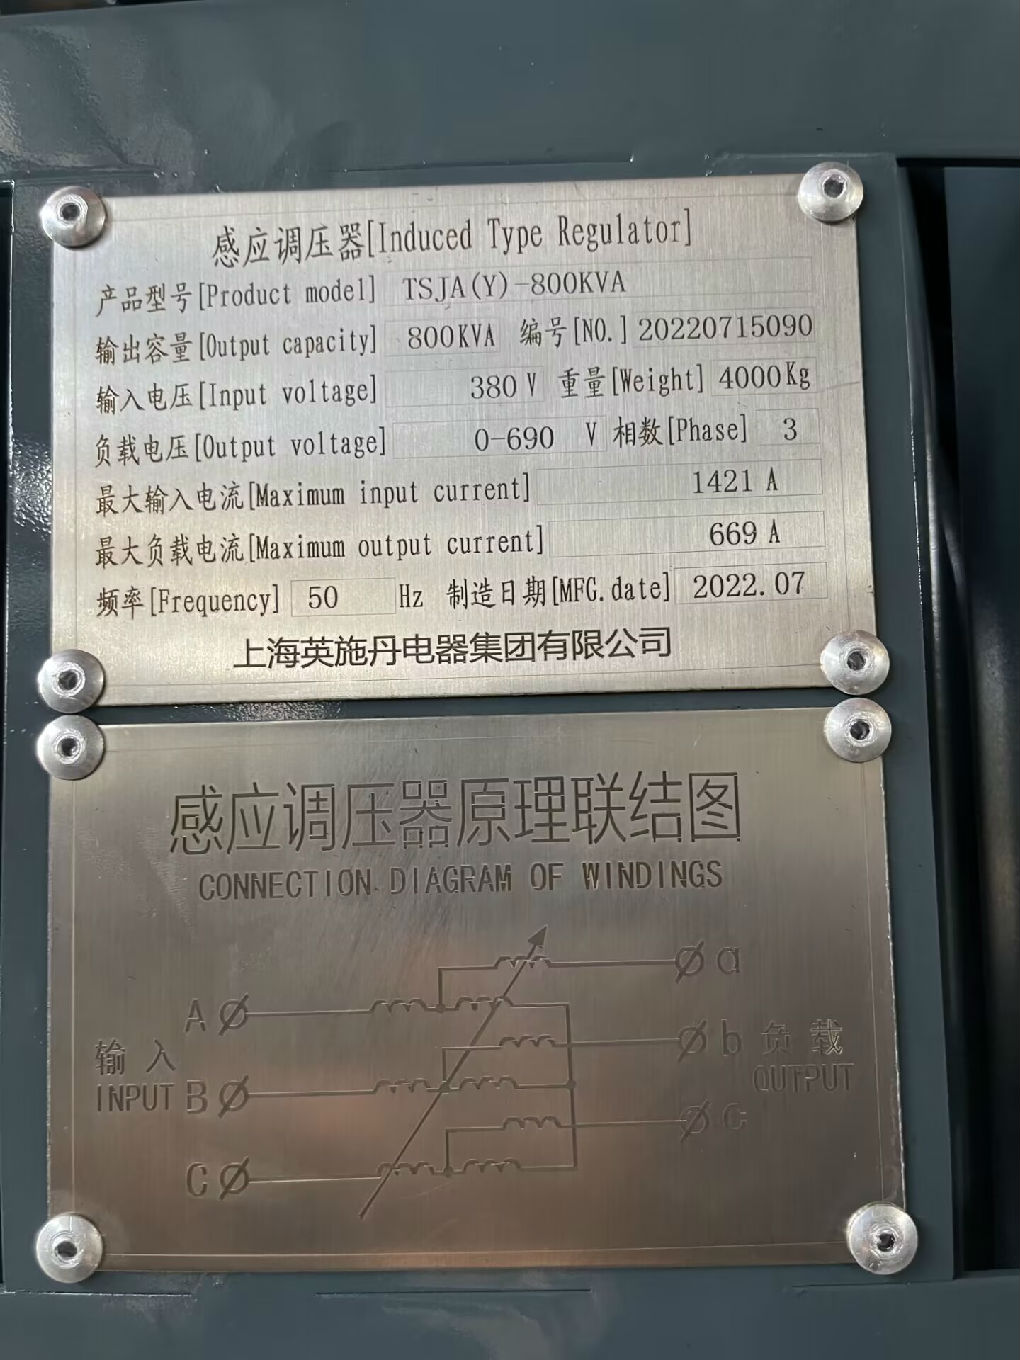 感应调压器[Induced Type Regulator]
产品型号[Product model] TSJA(Y)-800KVA
输出容量[Output capacity] 800KVA 编号[NO.] 20220715090
输入电压[Input voltage] 380 V 重量[Weight] 4000Kg
负载电压[Output voltage] 0-690 V 相数[Phase] 3
最大输入电流[Maximum input current] 1421 A
最大负载电流[Maximum output current] 669 A
频率[Frequency] 50 Hz 制造日期[MFG.date] 2022.07
上海英施丹电器集团有限公司
感应调压器原理联结图
CONNECTION DIAGRAM OF WINDINGS
a
A
b 负载
输入
OUTPUT
INPUT B
c
C